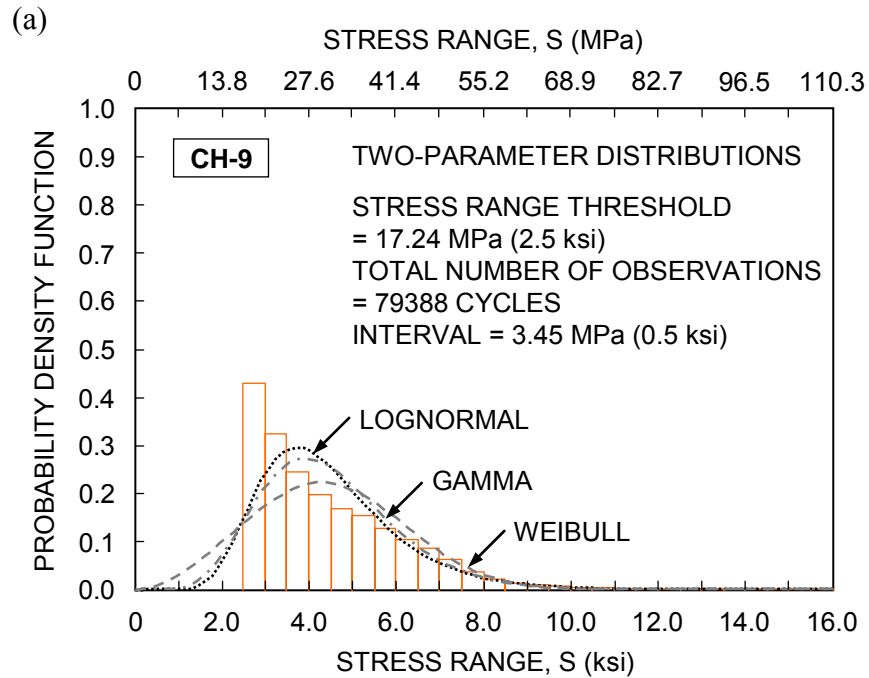 (a)
STRESS RANGE, S (MPa)
0 13.8 27.6 41.4 55.2 68.9 82.7 96.5 110.3
PROBABILITY DENSITY FUNCTION
1.0
0.9
0.8
0.7
0.6
0.5
0.4
0.3
0.2
0.1
0.0
CH-9
TWO-PARAMETER DISTRIBUTIONS
STRESS RANGE THRESHOLD
= 17.24 MPa (2.5 ksi)
TOTAL NUMBER OF OBSERVATIONS
= 79388 CYCLES
INTERVAL = 3.45 MPa (0.5 ksi)
LOGNORMAL
GAMMA
WEIBULL
0 2.0 4.0 6.0 8.0 10.0 12.0 14.0 16.0
STRESS RANGE, S (ksi)